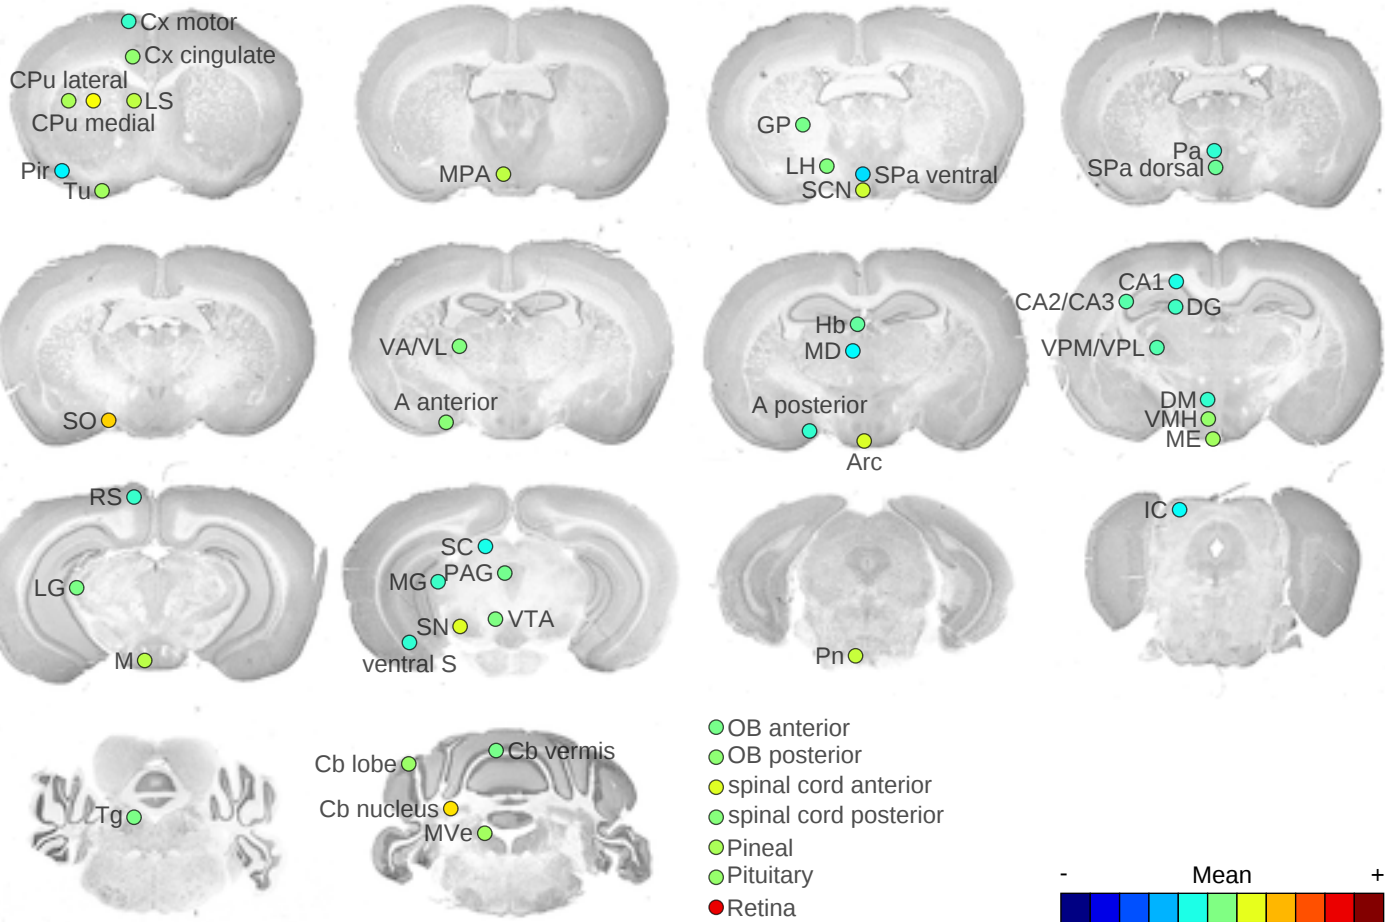 Cx motor
Cx cingulate
CPu lateral
LS
CPu medial
Pir
Tu
MPA
GP
LH
SPa ventral
SCN
Pa
SPa dorsal
SO
VA/VL
A anterior
Hb
MD
A posterior
Arc
CA1
CA2/CA3
DG
VPM/VPL
DM
VMH
ME
RS
LG
M
SC
MG
PAG
SN
VTA
ventral S
Pn
IC
Tg
Cb lobe
Cb vermis
Cb nucleus
MVe
OB anterior
OB posterior
spinal cord anterior
spinal cord posterior
Pineal
Pituitary
Retina
- Mean +